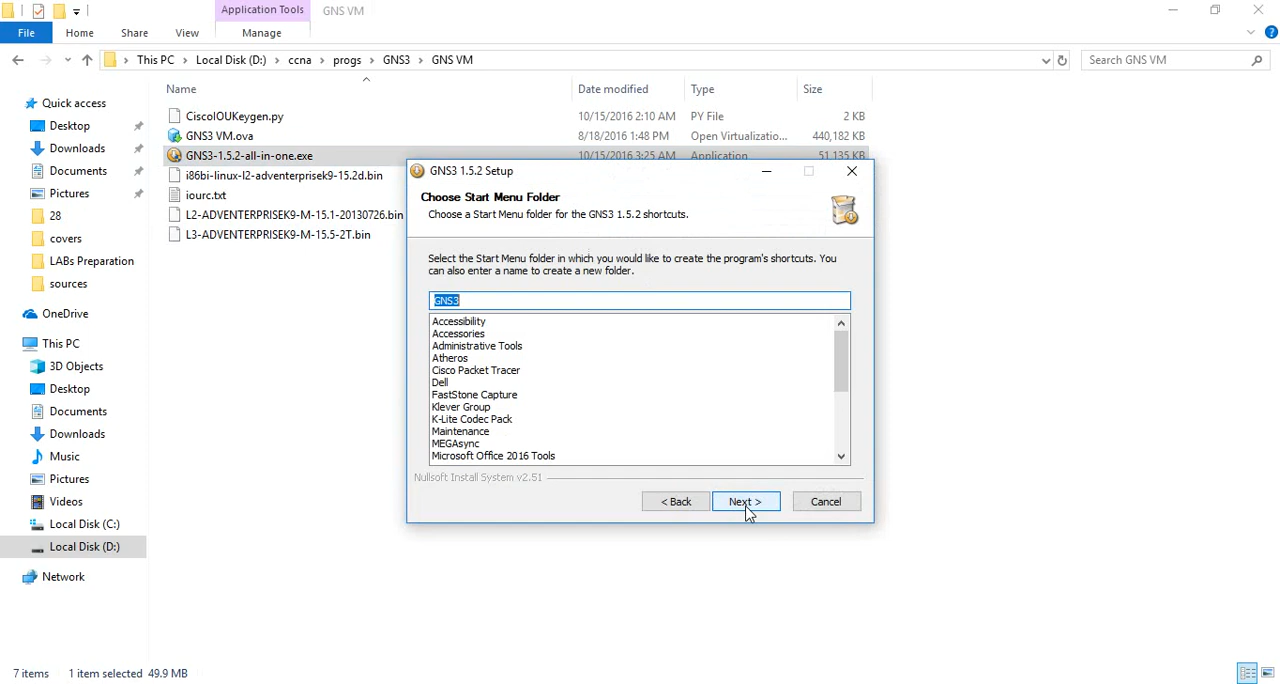 Application Tools
GNS VM
File
Home
Share
View
Manage
This PC
Local Disk (D:)
ccna
progs
GNS3
GNS VM
Search GNS VM
Quick access
Desktop
Downloads
Documents
Pictures
28
covers
LABs Preparation
sources
OneDrive
This PC
3D Objects
Desktop
Documents
Downloads
Music
Pictures
Videos
Local Disk (C:)
Local Disk (D:)
Network
Name
Date modified
Type
Size
CiscoIOUKeygen.py
10/15/2016 2:10 AM
PY File
2 KB
GNS3 VM.ova
8/18/2016 1:48 PM
Open Virtualizatio...
440,182 KB
GNS3-1.5.2-all-in-one.exe
10/15/2016 3:25 AM
Application
51,135 KB
i86bi-linux-l2-adventerprisek9-15.2d.bin
iourc.txt
L2-ADVENTERPRISEK9-M-15.1-20130726.bin
L3-ADVENTERPRISEK9-M-15.5-2T.bin
GNS3 1.5.2 Setup
Choose Start Menu Folder
Choose a Start Menu folder for the GNS3 1.5.2 shortcuts.
Select the Start Menu folder in which you would like to create the program's shortcuts. You
can also enter a name to create a new folder.
GNS3
Accessibility
Accessories
Administrative Tools
Atheros
Cisco Packet Tracer
Dell
FastStone Capture
Klever Group
K-Lite Codec Pack
Maintenance
MEGAsync
Microsoft Office 2016 Tools
Nullsoft Install System v2.51
< Back
Next >
Cancel
7 items
1 item selected 49.9 MB